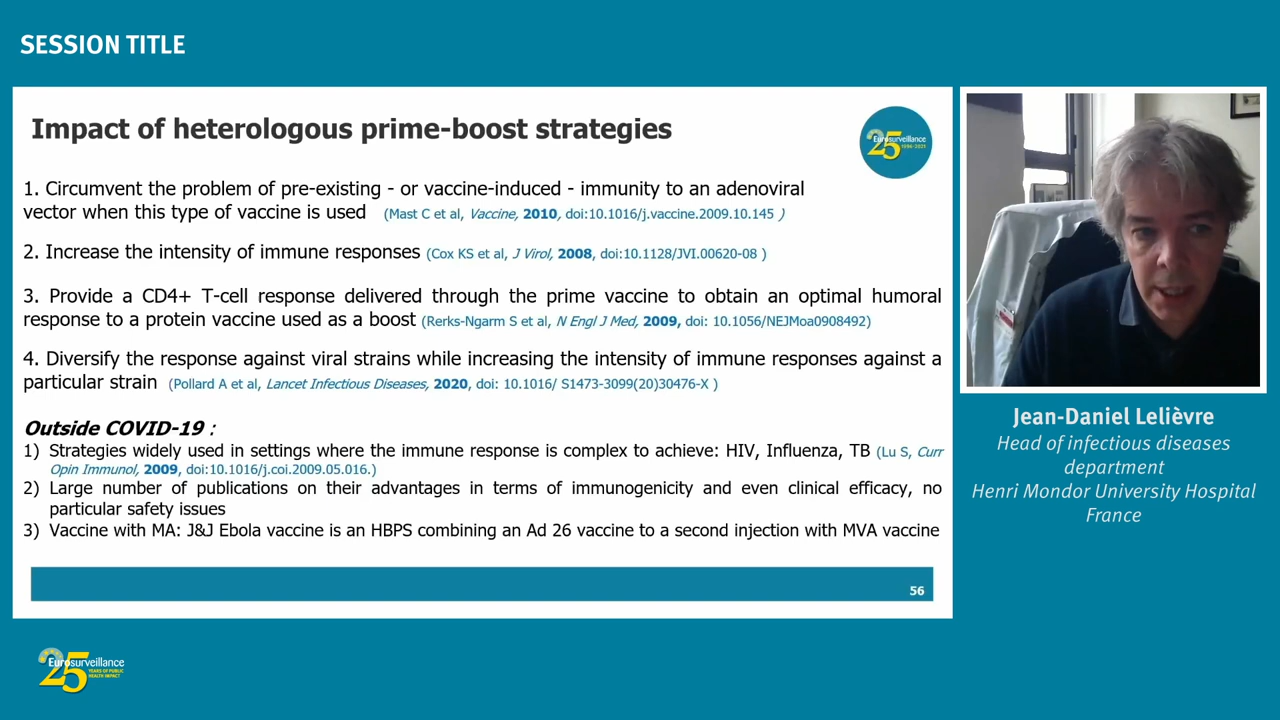 SESSION TITLE
Impact of heterologous prime-boost strategies
25
Eurosurveillance
1996-2021
1. Circumvent the problem of pre-existing - or vaccine-induced - immunity to an adenoviral
vector when this type of vaccine is used (Mast C et al, Vaccine, 2010, doi:10.1016/j.vaccine.2009.10.145 )
2. Increase the intensity of immune responses (Cox KS et al, J Virol, 2008, doi:10.1128/JVI.00620-08 )
3. Provide a CD4+ T-cell response delivered through the prime vaccine to obtain an optimal humoral
response to a protein vaccine used as a boost (Rerks-Ngarm S et al, N Engl J Med, 2009, doi: 10.1056/NEJMoa0908492)
4. Diversify the response against viral strains while increasing the intensity of immune responses against a
particular strain (Pollard A et al, Lancet Infectious Diseases, 2020, doi: 10.1016/ S1473-3099(20)30476-X )
Outside COVID-19 :
1) Strategies widely used in settings where the immune response is complex to achieve: HIV, Influenza, TB (Lu S, Curr
Opin Immunol, 2009, doi:10.1016/j.coi.2009.05.016.)
2) Large number of publications on their advantages in terms of immunogenicity and even clinical efficacy, no
particular safety issues
3) Vaccine with MA: J&J Ebola vaccine is an HBPS combining an Ad 26 vaccine to a second injection with MVA vaccine
56
Jean-Daniel Lelièvre
Head of infectious diseases
department
Henri Mondor University Hospital
France
25
Eurosurveillance
YEARS OF PUBLIC
HEALTH IMPACT